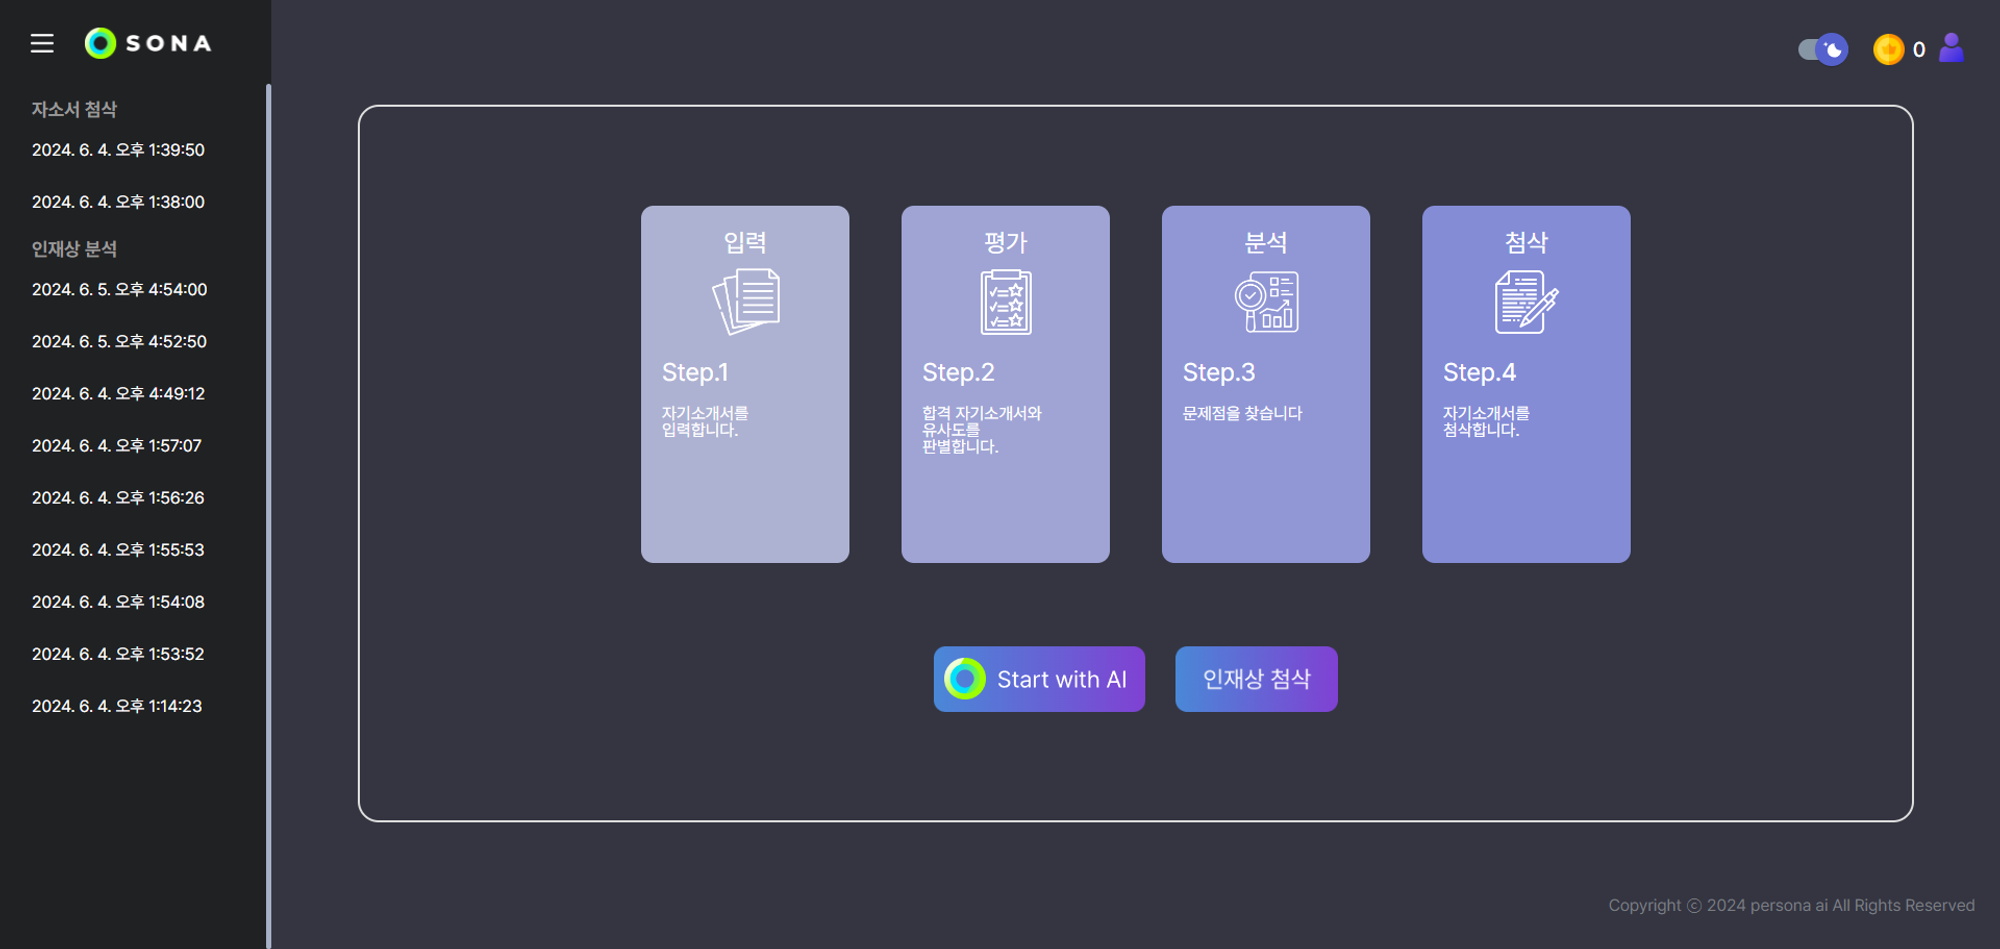 SONA
0
자소서 첨삭
2024. 6. 4. 오후 1:39:50
2024. 6. 4. 오후 1:38:00
인재상 분석
2024. 6. 5. 오후 4:54:00
2024. 6. 5. 오후 4:52:50
2024. 6. 4. 오후 4:49:12
2024. 6. 4. 오후 1:57:07
2024. 6. 4. 오후 1:56:26
2024. 6. 4. 오후 1:55:53
2024. 6. 4. 오후 1:54:08
2024. 6. 4. 오후 1:53:52
2024. 6. 4. 오후 1:14:23
입력
Step.1
자기소개서를
입력합니다.
평가
Step.2
합격 자기소개서와
유사도를
판별합니다.
분석
Step.3
문제점을 찾습니다
첨삭
Step.4
자기소개서를
첨삭합니다.
Start with AI
인재상 첨삭
Copyright ⓒ 2024 persona ai All Rights Reserved